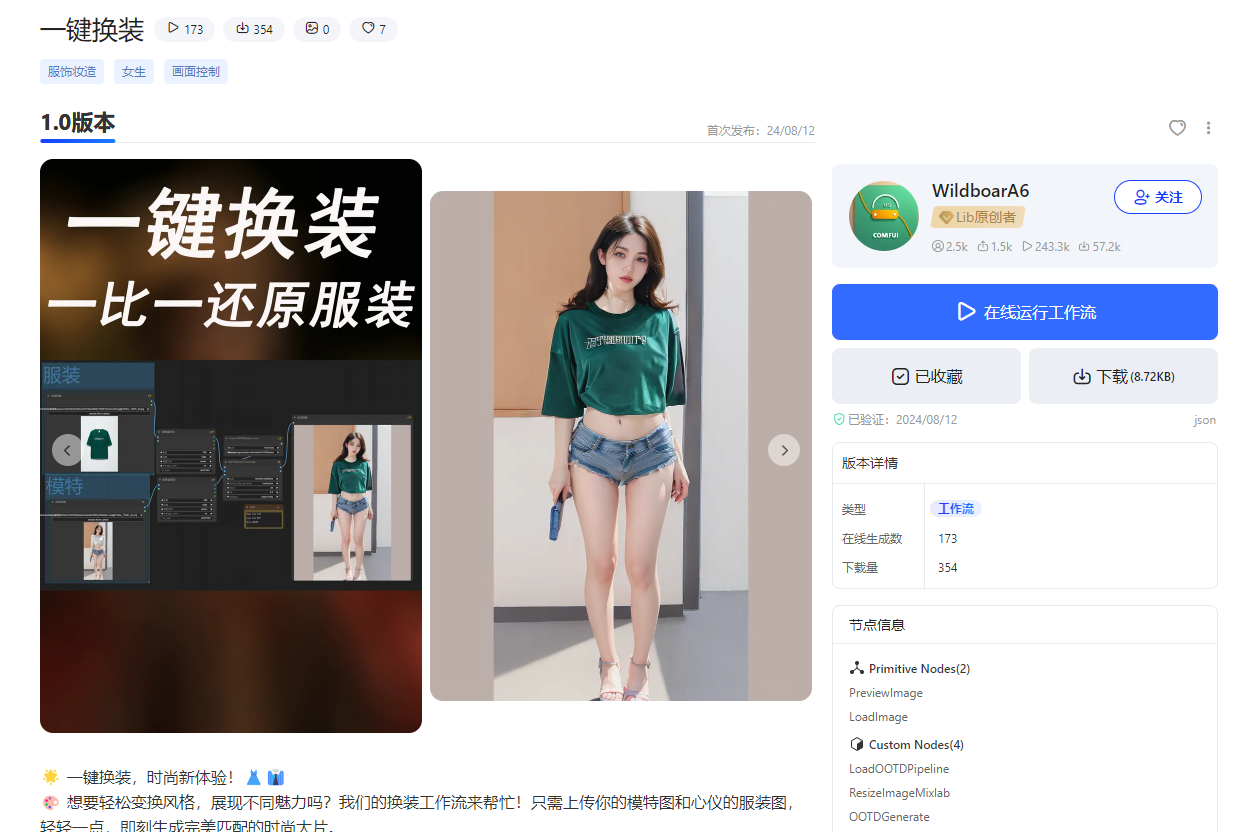 一键换装
173
354
0
7
服饰妆造
女生
画面控制
1.0版本
首次发布：24/08/12
一键换装
一比一还原服装
服装
模特
WildboarA6
关注
Lib原创者
2.5k
1.5k
243.3k
57.2k
COMFUI
在线运行工作流
已收藏
下载(8.72KB)
已验证：2024/08/12
json
版本详情
类型
工作流
在线生成数
173
下载量
354
节点信息
Primitive Nodes(2)
PreviewImage
LoadImage
Custom Nodes(4)
LoadOOTDPipeline
ResizeImageMixlab
OOTDGenerate
一键换装，时尚新体验！
想要轻松变换风格，展现不同魅力吗？我们的换装工作流来帮忙！只需上传你的模特图和心仪的服装图，
轻轻一点，即刻生成完美匹配的时尚大片。